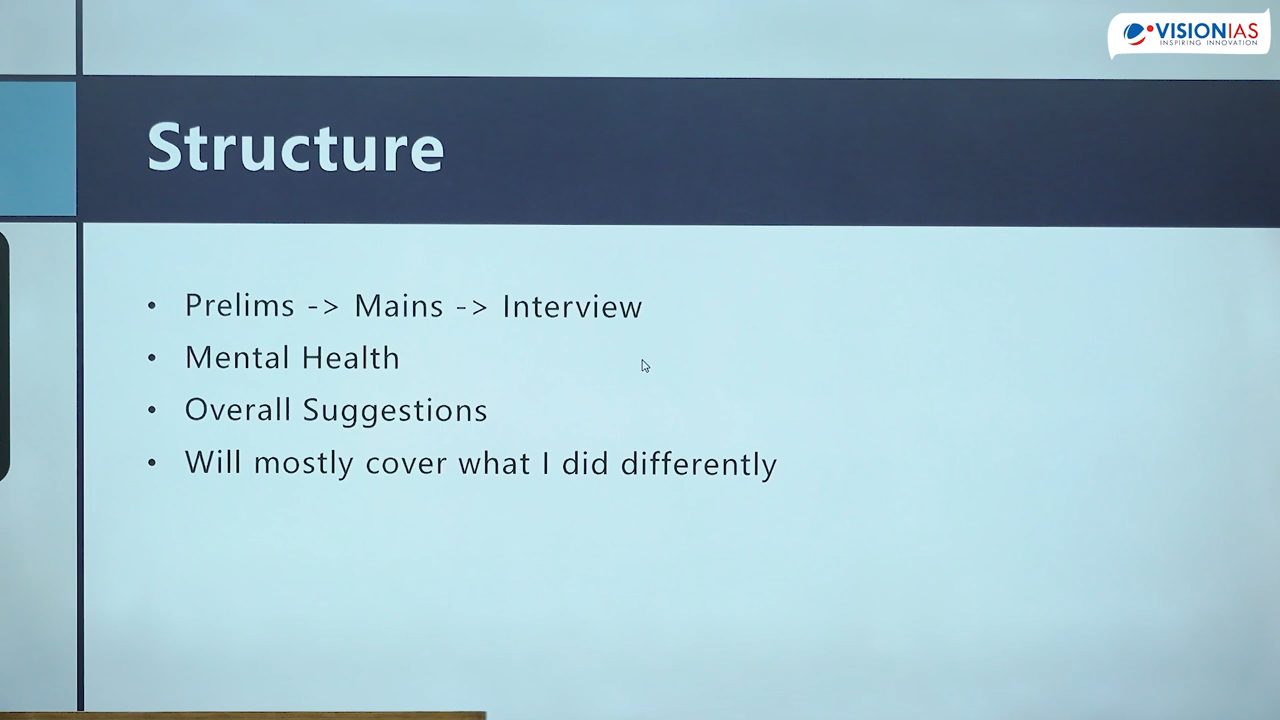 VISIONIAS
INSPIRING INNOVATION
Structure
• Prelims -> Mains -> Interview
• Mental Health
• Overall Suggestions
• Will mostly cover what I did differently